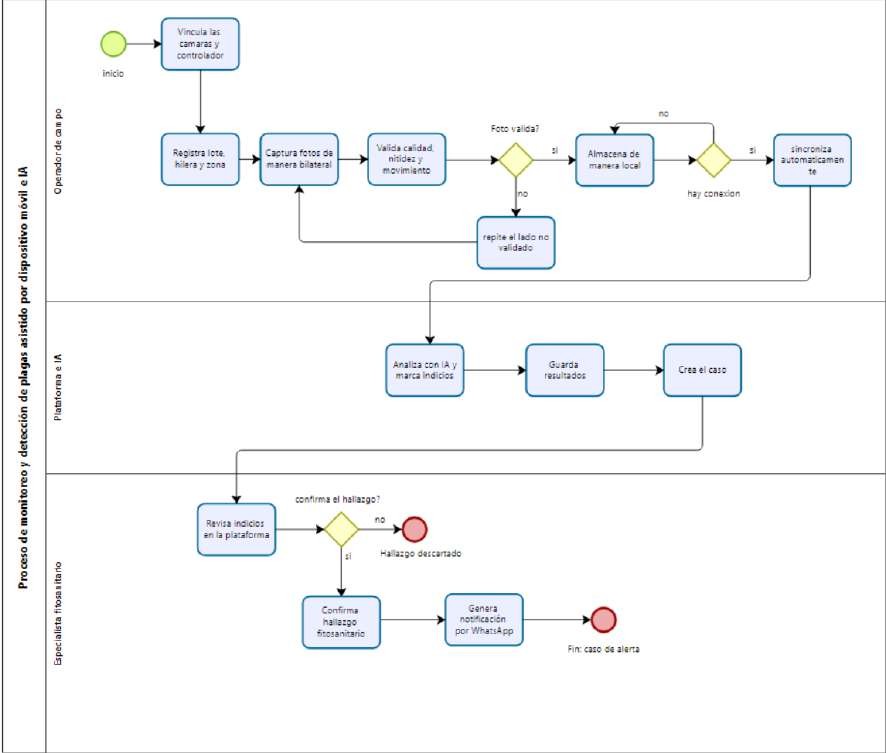 Proceso de monitoreo y detección de plagas asistido por dispositivo móvil e IA
Operador de campo
Vincula las
camaras y
controlador
inicio
Registra lote,
hilera y zona
Captura fotos de
manera bilateral
Valida calidad,
nitidez y
movimiento
Foto valida?
si
no
repite el lado no
validado
Almacena de
manera local
no
hay conexion
si
sincroniza
automaticamen
te
Plataforma e IA
Analiza con IA y
marca indicios
Guarda
resultados
Crea el caso
Especialista fitosanitario
Revisa indicios
en la plataforma
confirma el hallazgo?
no
Hallazgo descartado
si
Confirma
hallazgo
fitosanitario
Genera
notificación
por WhatsApp
Fin: caso de alerta